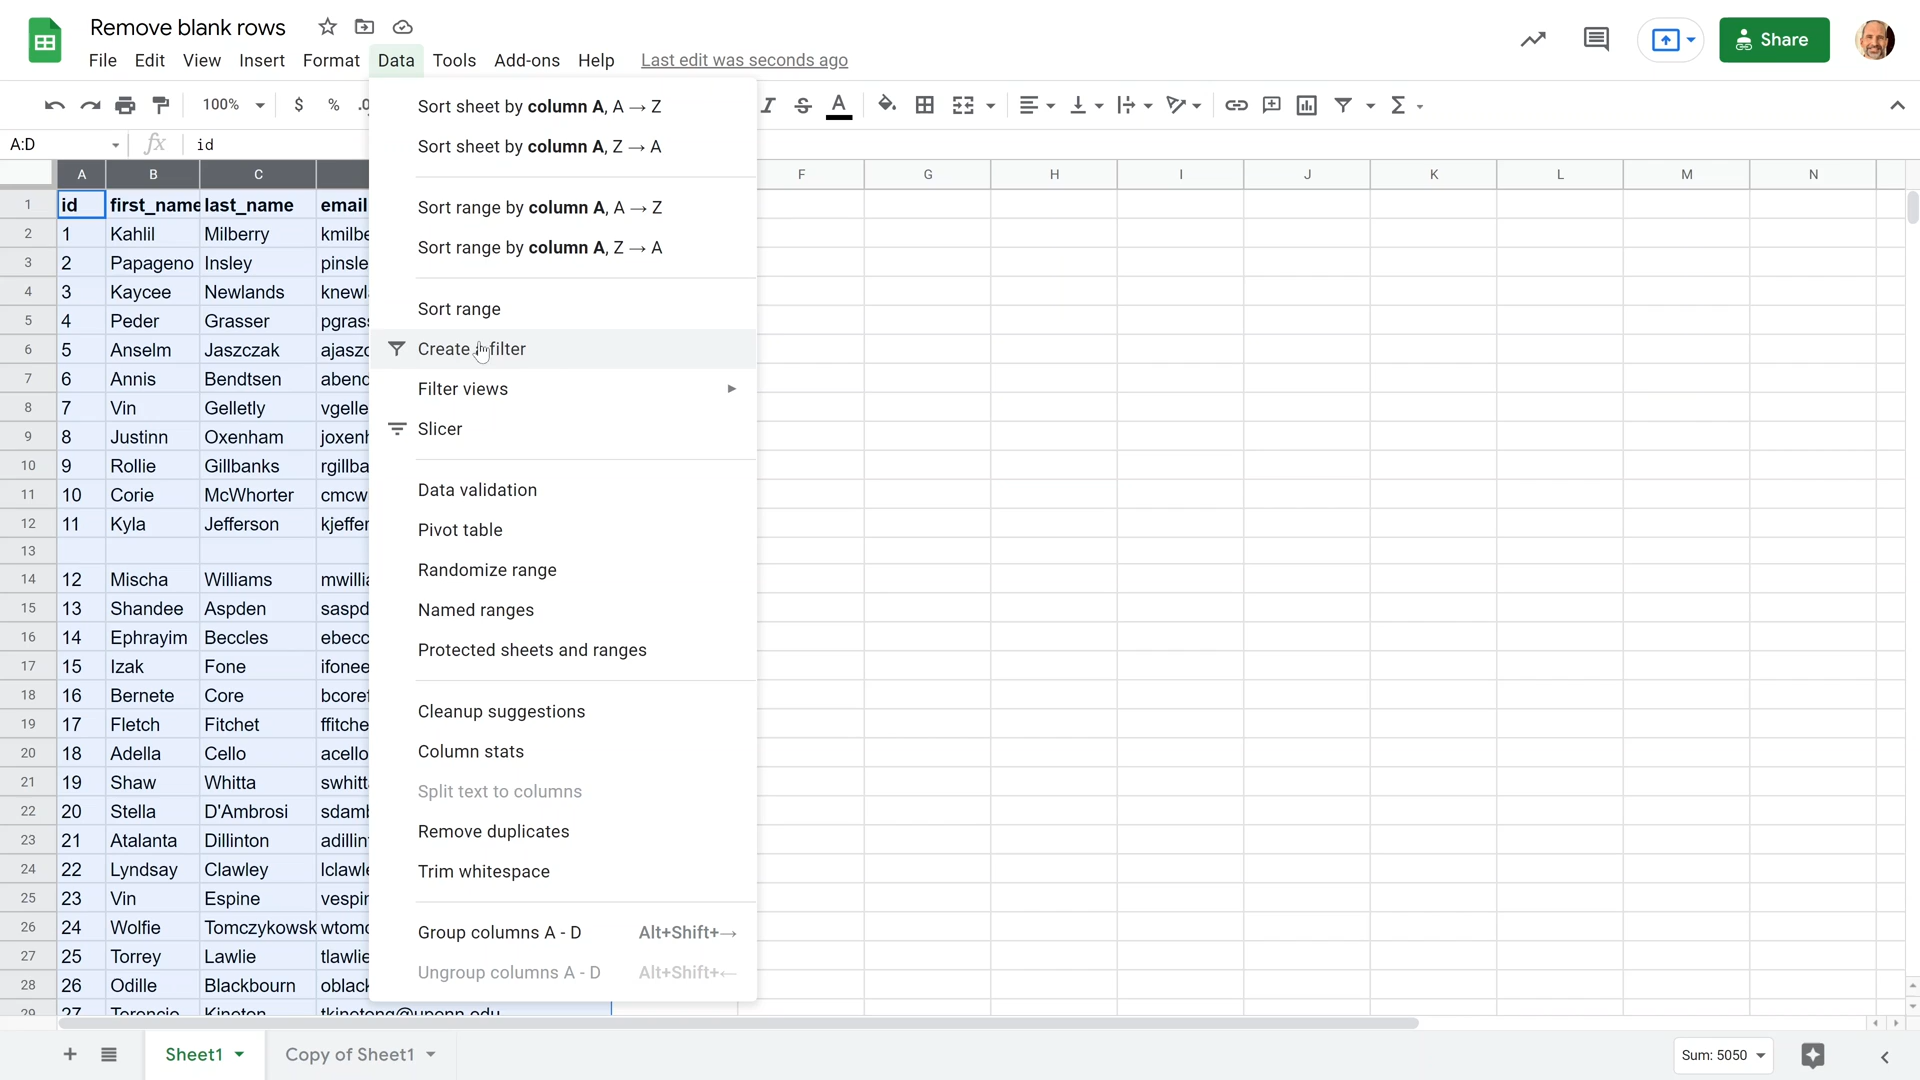 Remove blank rows
File Edit View Insert Format Data Tools Add-ons Help Last edit was seconds ago
Share
100% $ % .0
A
A:D fx id
A B C F G H I J K L M N
1 id first_name last_name email
2 1 Kahlil Milberry kmilbe
3 2 Papageno Insley pinsle
4 3 Kaycee Newlands knewl
5 4 Peder Grasser pgras
6 5 Anselm Jaszczak ajasz
7 6 Annis Bendtsen abend
8 7 Vin Gelletly vgelle
9 8 Justinn Oxenham joxen
10 9 Rollie Gillbanks rgillba
11 10 Corie McWhorter cmcw
12 11 Kyla Jefferson kjeffer
13
14 12 Mischa Williams mwillia
15 13 Shandee Aspden saspd
16 14 Ephrayim Beccles ebecc
17 15 Izak Fone ifonee
18 16 Bernete Core bcoref
19 17 Fletch Fitchet ffitche
20 18 Adella Cello acello
21 19 Shaw Whitta swhitt
22 20 Stella D'Ambrosi sdamb
23 21 Atalanta Dillinton adillin
24 22 Lyndsay Clawley lclawle
25 23 Vin Espine vespin
26 24 Wolfie Tomczykowsk wtomc
27 25 Torrey Lawlie tlawlie
28 26 Odille Blackbourn oblack
29 27 Terencio Kineton tkinetong@upenn.edu
Sort sheet by column A, A → Z
Sort sheet by column A, Z → A
Sort range by column A, A → Z
Sort range by column A, Z → A
Sort range
Create filter
Filter views
Slicer
Data validation
Pivot table
Randomize range
Named ranges
Protected sheets and ranges
Cleanup suggestions
Column stats
Split text to columns
Remove duplicates
Trim whitespace
Group columns A - D Alt+Shift+→
Ungroup columns A - D Alt+Shift+←
Sheet1 Copy of Sheet1 Sum: 5050